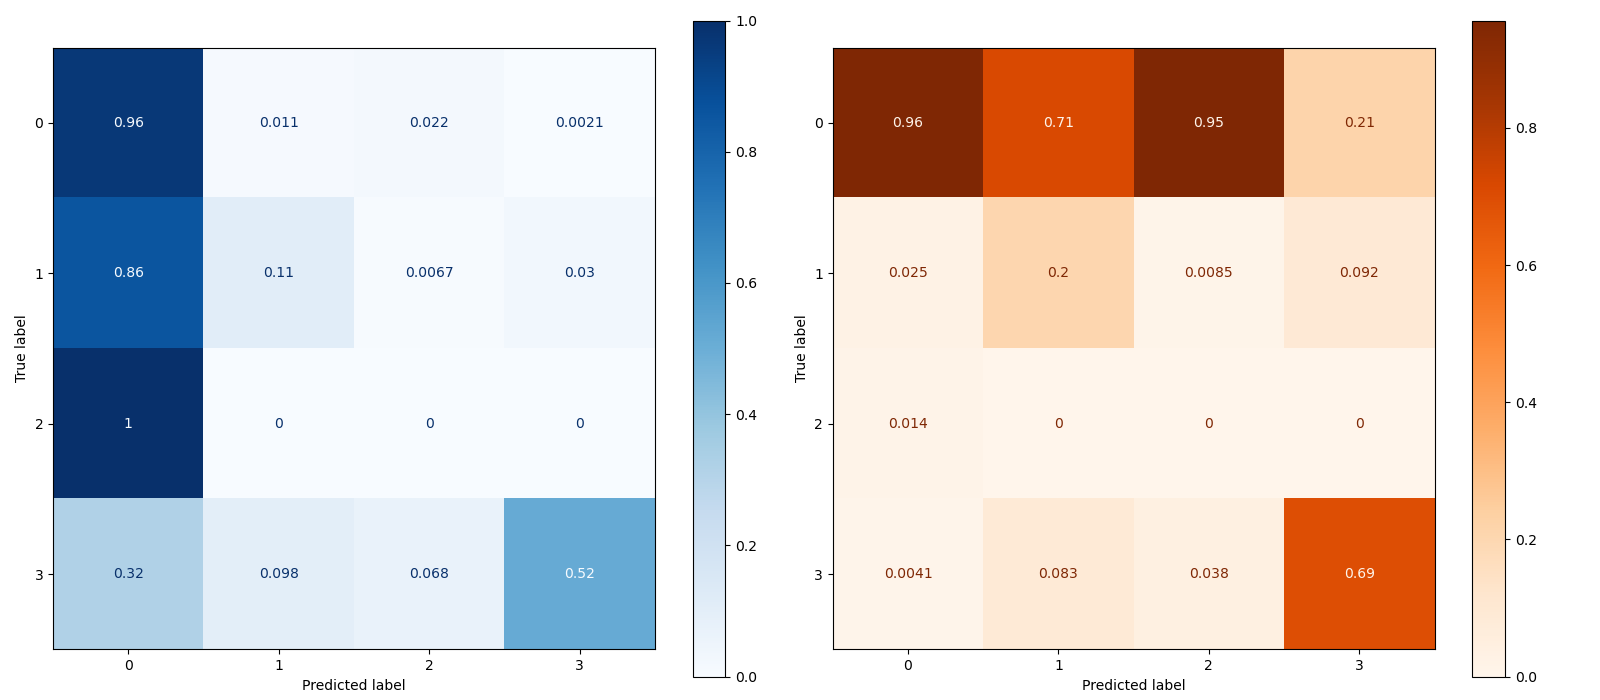 0 0.96 0.011 0.022 0.0021
1 0.86 0.11 0.0067 0.03
2 1 0 0 0
3 0.32 0.098 0.068 0.52
0 1 2 3
Predicted label
True label
1.0
0.8
0.6
0.4
0.2
0.0
0 0.96 0.71 0.95 0.21
1 0.025 0.2 0.0085 0.092
2 0.014 0 0 0
3 0.0041 0.083 0.038 0.69
0 1 2 3
Predicted label
True label
0.8
0.6
0.4
0.2
0.0